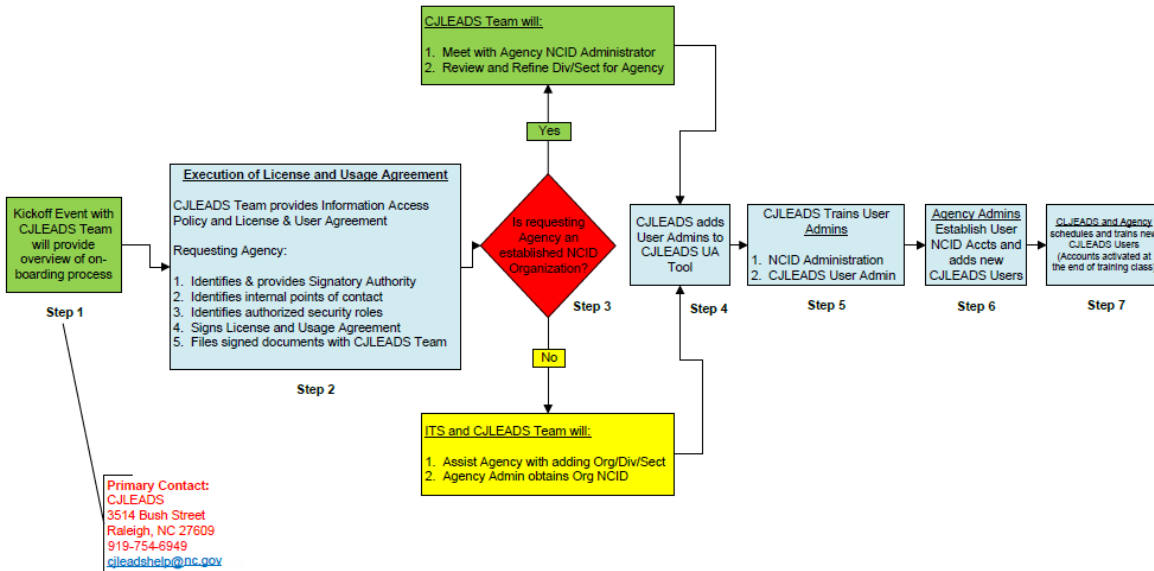 CJLEADS Team will:
1. Meet with Agency NCID Administrator
2. Review and Refine Div/Sect for Agency
Yes
Kickoff Event with
CJLEADS Team
will provide
overview of on-
boarding process
Step 1
Execution of License and Usage Agreement
CJLEADS Team provides Information Access
Policy and License & User Agreement
Requesting Agency:
1. Identifies & provides Signatory Authority
2. Identifies internal points of contact
3. Identifies authorized security roles
4. Signs License and Usage Agreement
5. Files signed documents with CJLEADS Team
Step 2
Is requesting
Agency an
established NCID
Organization?
Step 3
CJLEADS adds
User Admins to
CJLEADS UA
Tool
Step 4
CJLEADS Trains User
Admins
1. NCID Administration
2. CJLEADS User Admin
Step 5
Agency Admins
Establish User
NCID Accts and
adds new
CJLEADS Users
Step 6
CLJEADS and Agency
schedules and trains new
CJLEADS Users
(Accounts activated at
the end of training class)
Step 7
No
ITS and CJLEADS Team will:
1. Assist Agency with adding Org/Div/Sect
2. Agency Admin obtains Org NCID
Primary Contact:
CJLEADS
3514 Bush Street
Raleigh, NC 27609
919-754-6949
cjleadshelp@nc.gov